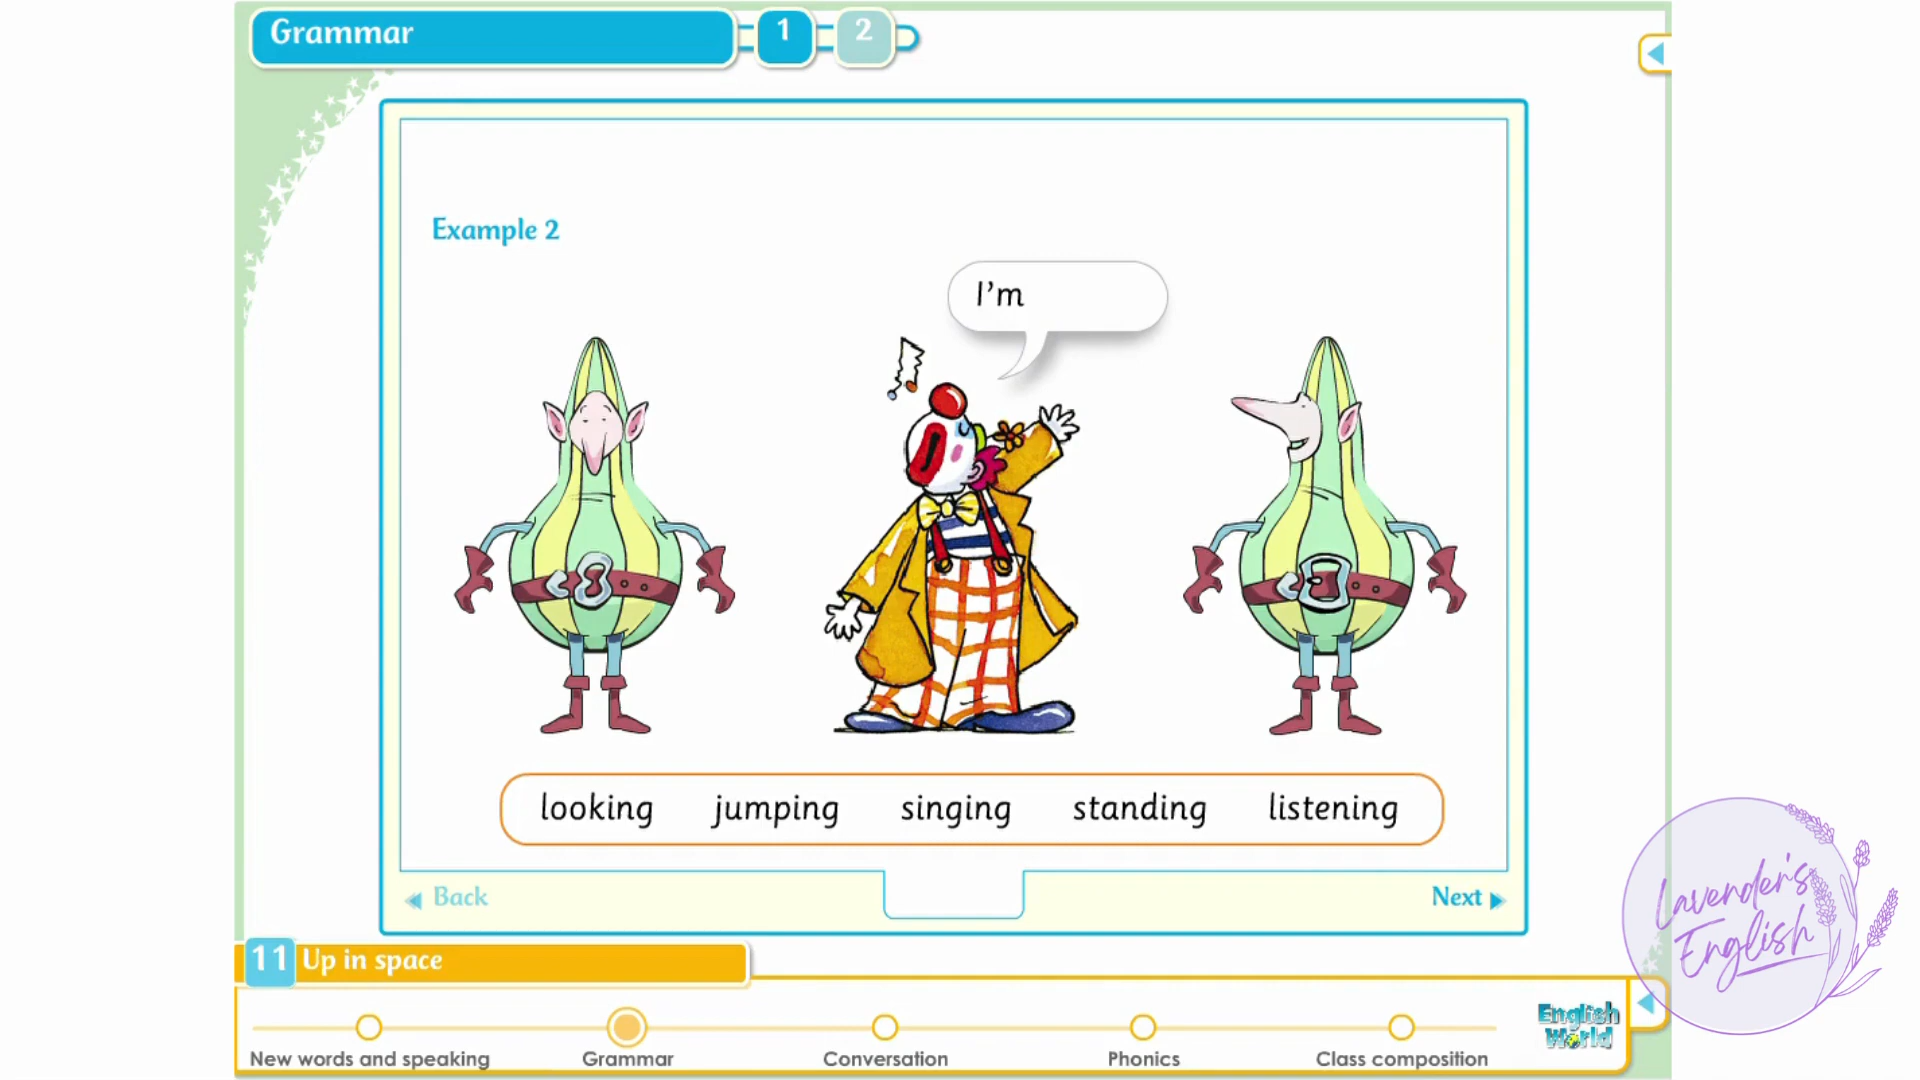 Grammar 1 2
Example 2
I'm
looking jumping singing standing listening
Back Next
11 Up in space
New words and speaking Grammar Conversation Phonics Class composition
English
World
Lavender's
English